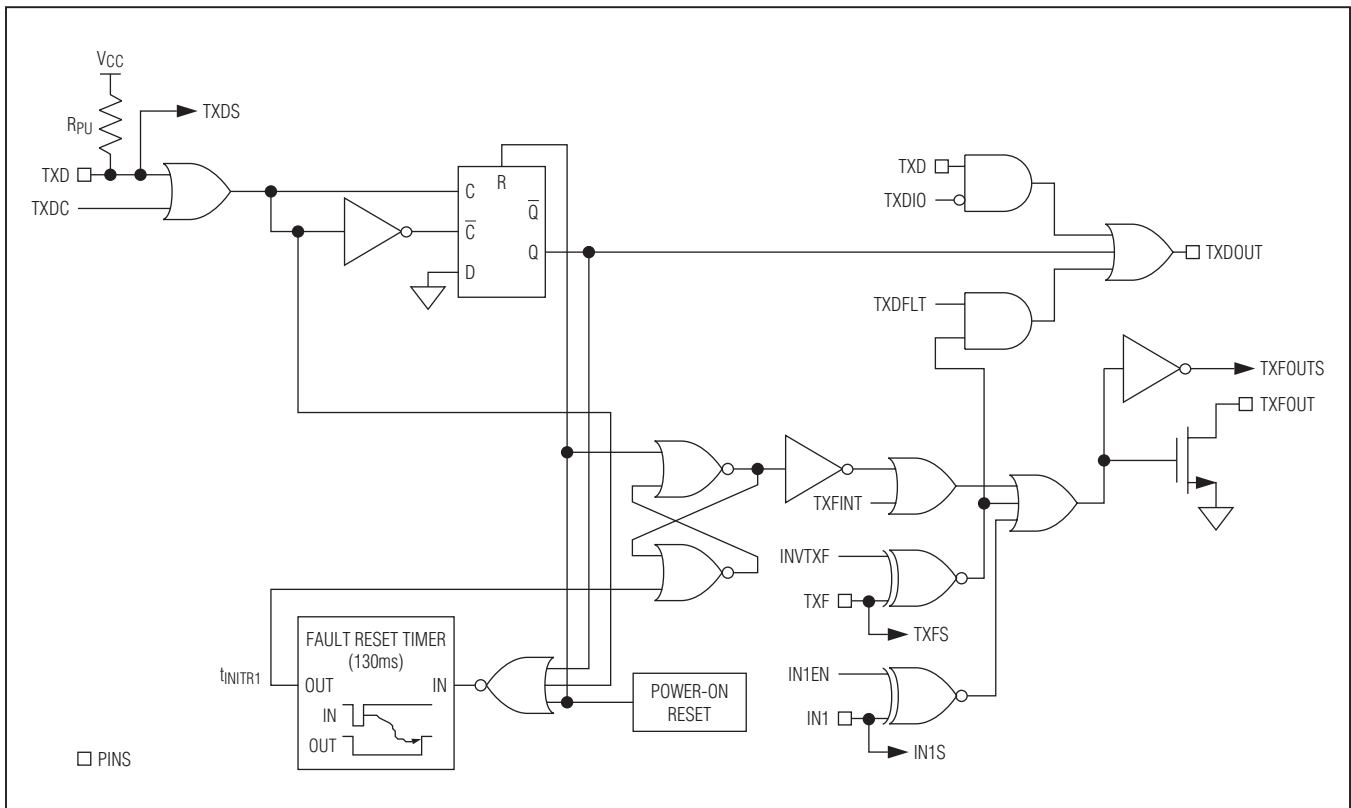 VCC
RPU
TXDS
TXD
TXDC
R
C
C
D
Q
Q
TXD
TXDIO
TXDOUT
TXDFLT
TXFOUTS
TXFOUT
TXFINT
INVTXF
TXF
TXFS
IN1EN
IN1
IN1S
FAULT RESET TIMER
(130ms)
tINITR1
OUT
IN
IN
OUT
POWER-ON
RESET
PINS